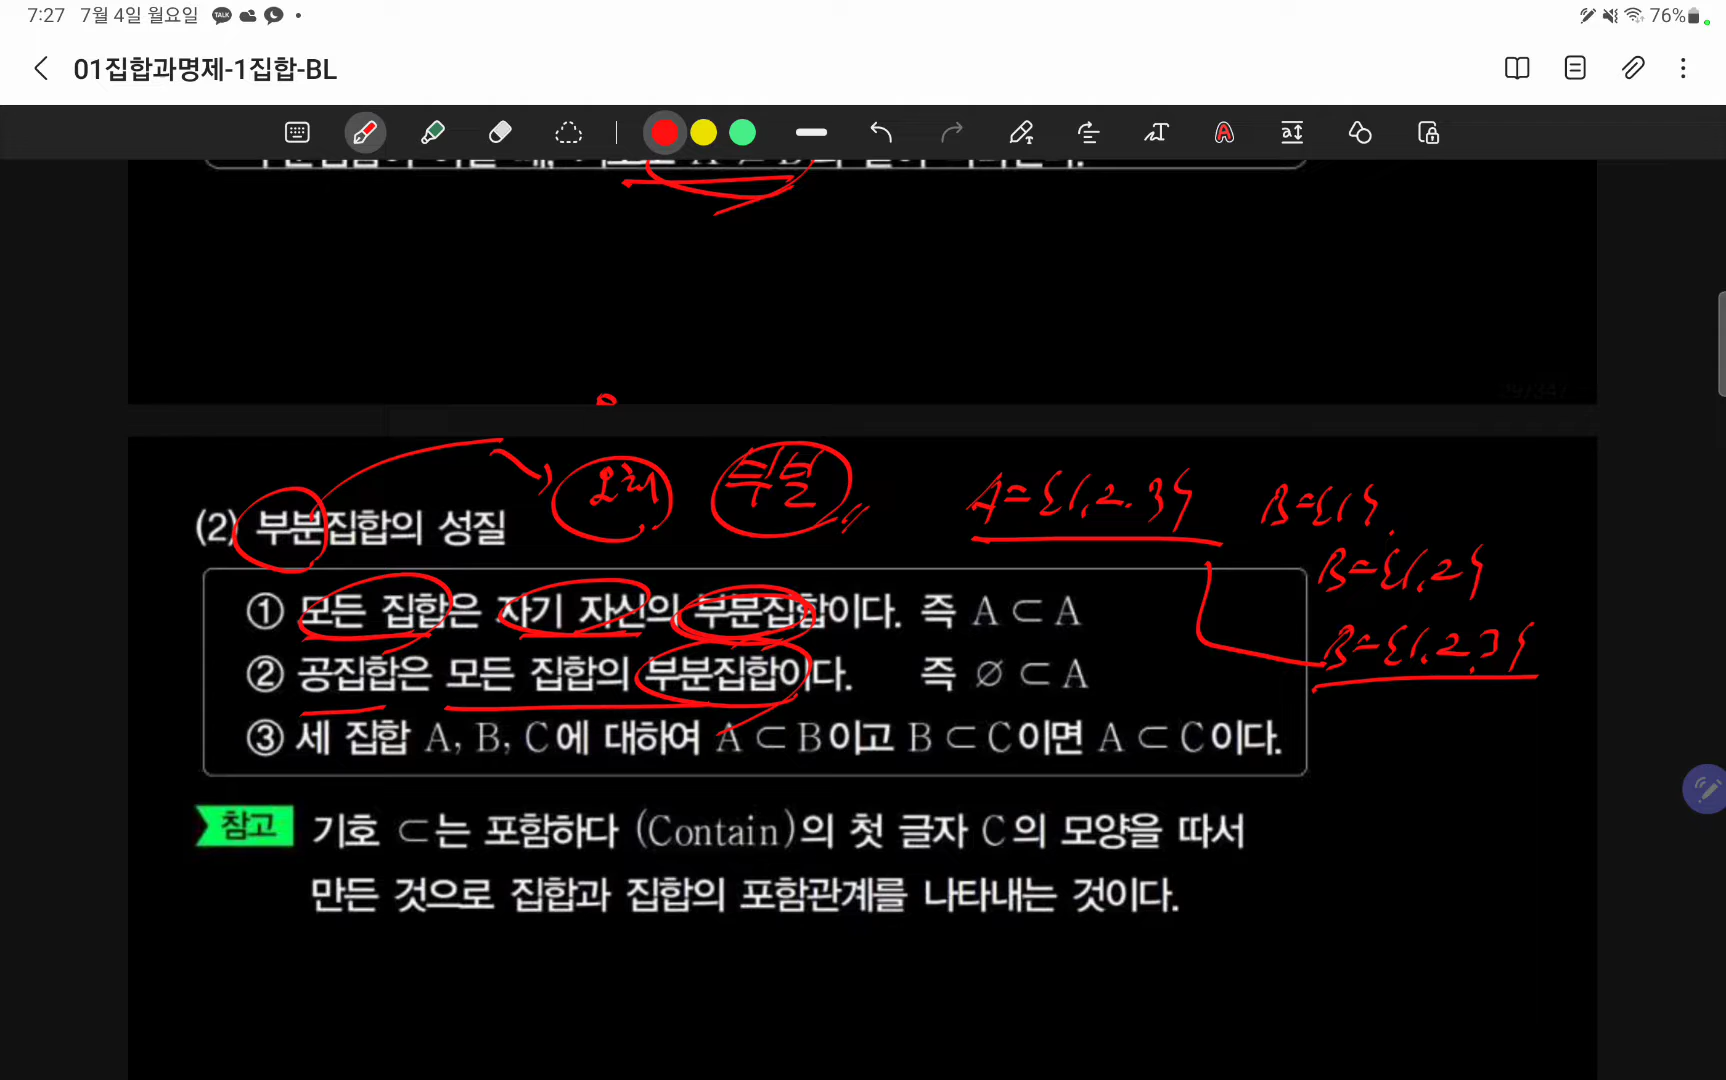 7:27 7월 4일 월요일
76%
01집합과명제-1집합-BL
A={1,2.3} B={1}.
B={1,2}
(2) 부분집합의 성질
① 모든 집합은 자기 자신의 부분집합이다. 즉 A ⊂ A
B={1,2,3}
② 공집합은 모든 집합의 부분집합이다. 즉 ∅ ⊂ A
③ 세 집합 A, B, C에 대하여 A ⊂ B이고 B ⊂ C이면 A ⊂ C이다.
참고 기호 ⊂는 포함하다 (Contain)의 첫 글자 C의 모양을 따서
만든 것으로 집합과 집합의 포함관계를 나타내는 것이다.